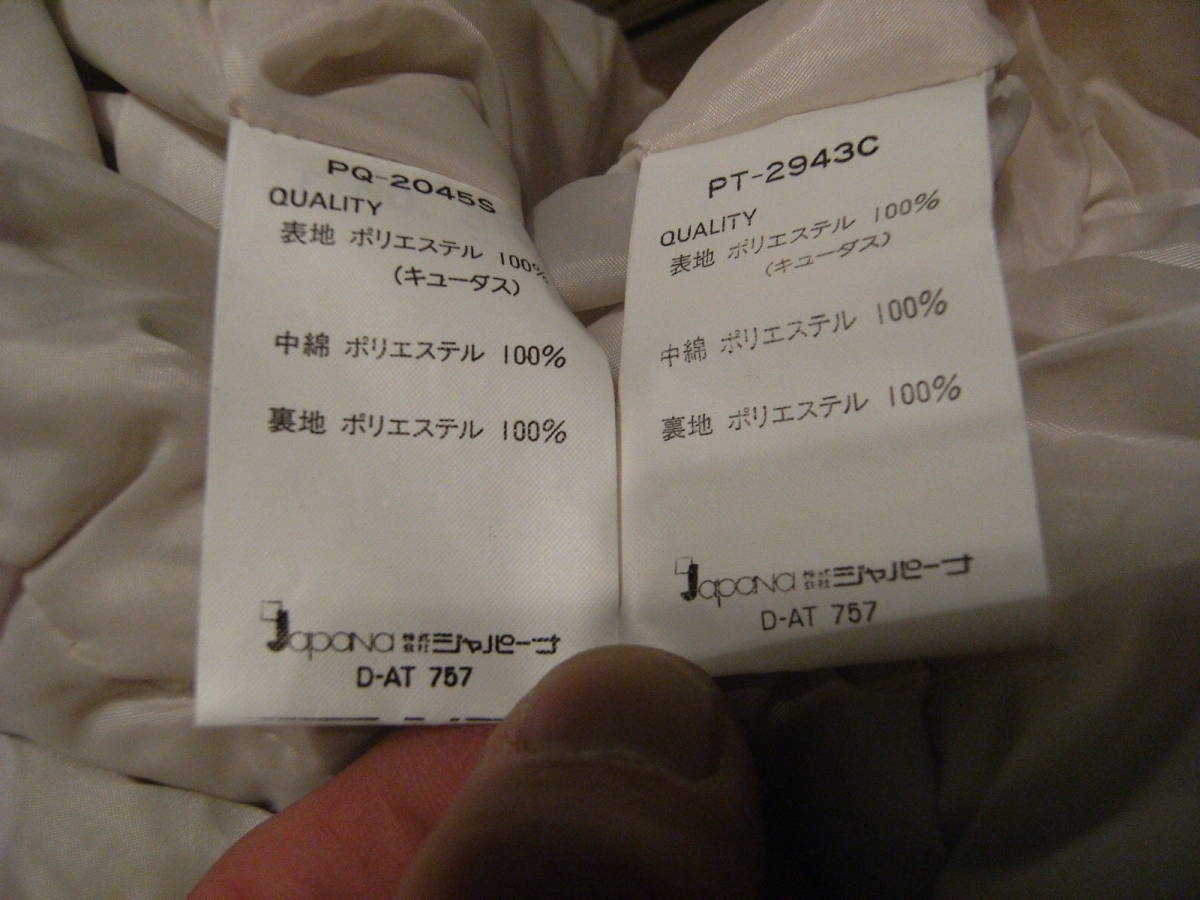 PQ-2045S
QUALITY
表地 ポリエステル 100%
(キューダス)
中綿 ポリエステル 100%
裏地 ポリエステル 100%
Japana 株式会社 ジャパーナ
D-AT 757
PT-2943C
QUALITY
表地 ポリエステル 100%
(キューダス)
中綿 ポリエステル 100%
裏地 ポリエステル 100%
Japana 株式会社 ジャパーナ
D-AT 757